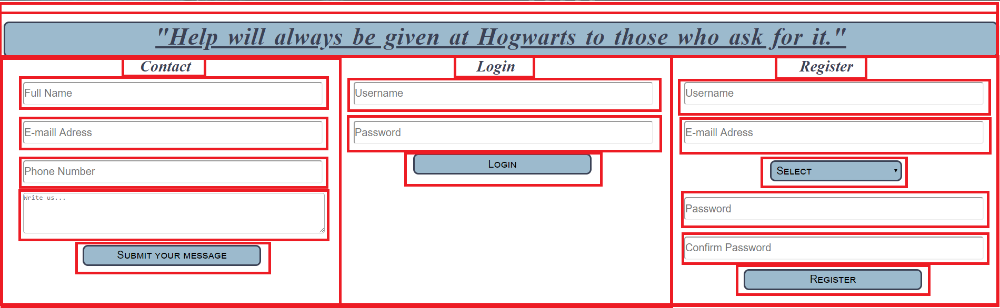 "Help will always be given at Hogwarts to those who ask for it."
Contact
Full Name
E-maill Adress
Phone Number
Write us...
Submit your message
Login
Username
Password
Login
Register
Username
E-maill Adress
Select
Password
Confirm Password
Register